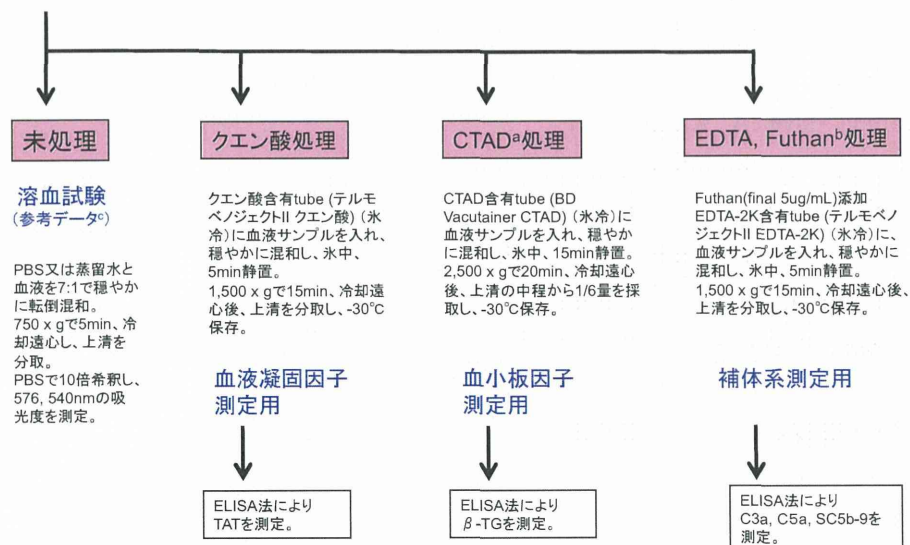 未処理
溶血試験
(参考データc)
PBS又は蒸留水と
血液を7:1で穏やか
に転倒混和。
750 x gで5min、冷
却遠心し、上清を
分取。
PBSで10倍希釈し、
576, 540nmの吸
光度を測定。
クエン酸処理
クエン酸含有tube (テルモ
ベノジェクトII クエン酸) (氷
冷)に血液サンプルを入れ、
穏やかに混和し、氷中、
5min静置。
1,500 x gで15min、冷却遠
心後、上清を分取し、-30°C
保存。
血液凝固因子
測定用
ELISA法により
TATを測定。
CTADa処理
CTAD含有tube (BD
Vacutainer CTAD) (氷冷)に
血液サンプルを入れ、穏やか
に混和し、氷中、15min静置。
2,500 x gで20min、冷却遠心
後、上清の中程から1/6量を採
取し、-30°C保存。
血小板因子
測定用
ELISA法により
β-TGを測定。
EDTA, Futhanb処理
Futhan(final 5ug/mL)添加
EDTA-2K含有tube (テルモベノ
ジェクトII EDTA-2K) (氷冷)に、
血液サンプルを入れ、穏やかに
混和し、氷中、5min静置。
1,500 x gで15min、冷却遠心
後、上清を分取し、-30°C保存。
補体系測定用
ELISA法により
C3a, C5a, SC5b-9を
測定。